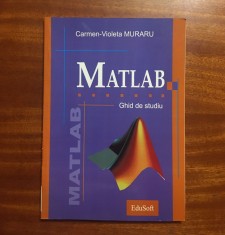 Carmen-Violeta MURARU
MATLAB
Ghid de studiu
MATLAB
EduSoft